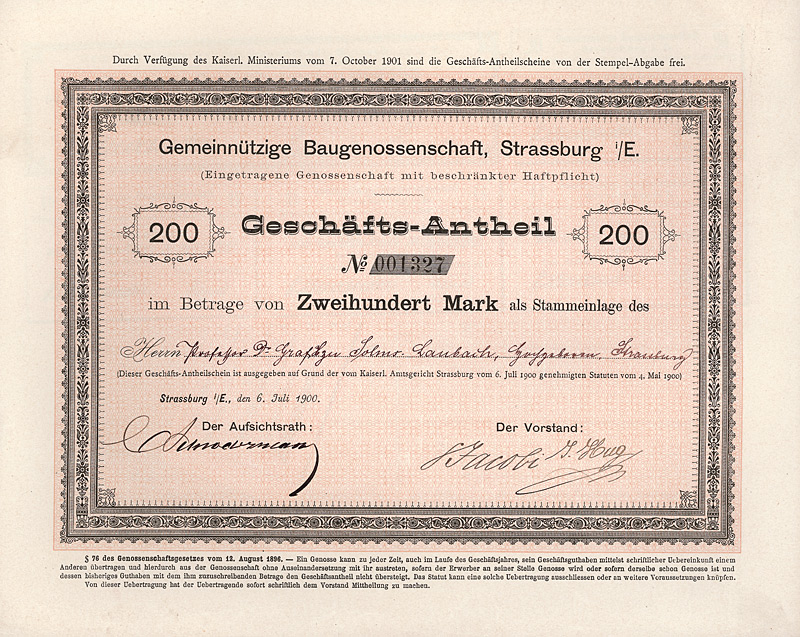 Durch Verfügung des Kaiserl. Ministeriums vom 7. October 1901 sind die Geschäfts-Antheilscheine von der Stempel-Abgabe frei.
Gemeinnützige Baugenossenschaft, Strassburg i/E.
(Eingetragene Genossenschaft mit beschränkter Haftpflicht)
200 Geschäfts-Antheil 200
No 001327
im Betrage von Zweihundert Mark als Stammeinlage des
Herrn Professor Dr Graf zu Solms-Laubach, Hochgeboren, Strassburg
(Dieser Geschäfts-Antheilschein ist ausgegeben auf Grund der vom Kaiserl. Amtsgericht Strassburg vom 6. Juli 1900 genehmigten Statuten vom 4. Mai 1900)
Strassburg i/E., den 6. Juli 1900.
Der Aufsichtsrath: Der Vorstand:
Jacobi J. Hug
§ 76 des Genossenschaftsgesetzes vom 12. August 1896. — Ein Genosse kann zu jeder Zeit, auch im Laufe des Geschäftsjahres, sein Geschäftsguthaben mittelst schriftlicher Uebereinkunft einem
Anderen übertragen und hierdurch aus der Genossenschaft ohne Auseinandersetzung mit ihr austreten, sofern der Erwerber an seiner Stelle Genosse wird oder sofern derselbe schon Genosse ist und
dessen bisheriges Guthaben mit dem ihm zuzuschreibenden Betrage den Geschäftsantheil nicht übersteigt. Das Statut kann eine solche Uebertragung ausschliessen oder an weitere Voraussetzungen knüpfen.
Von dieser Uebertragung hat der Uebertragende sofort schriftlich dem Vorstand Mittheilung zu machen.